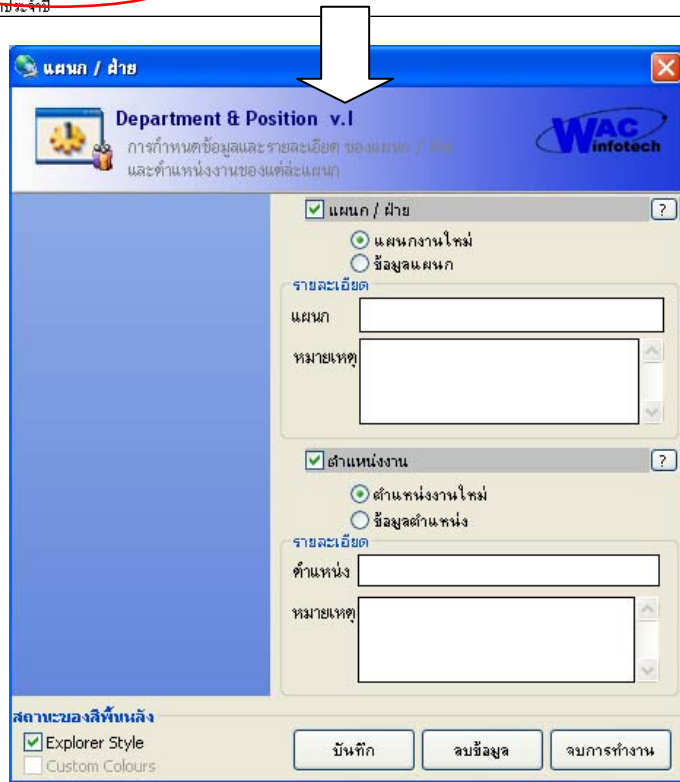 แผนก / ฝ่าย
Department & Position v.I
การกำหนดข้อมูลและรายละเอียด ของแผนก / ฝ่าย
และตำแหน่งงานของแต่ล่ะแผนก
WAC
infotech
แผนก / ฝ่าย
?
แผนกงานใหม่
ข้อมูลแผนก
รายละเอียด
แผนก
หมายเหตุ
ตำแหน่งงาน
?
ตำแหน่งงานใหม่
ข้อมูลตำแหน่ง
รายละเอียด
ตำแหน่ง
หมายเหตุ
สถานะของสีพื้นหลัง
Explorer Style
Custom Colours
บันทึก
ลบข้อมูล
จบการทำงาน